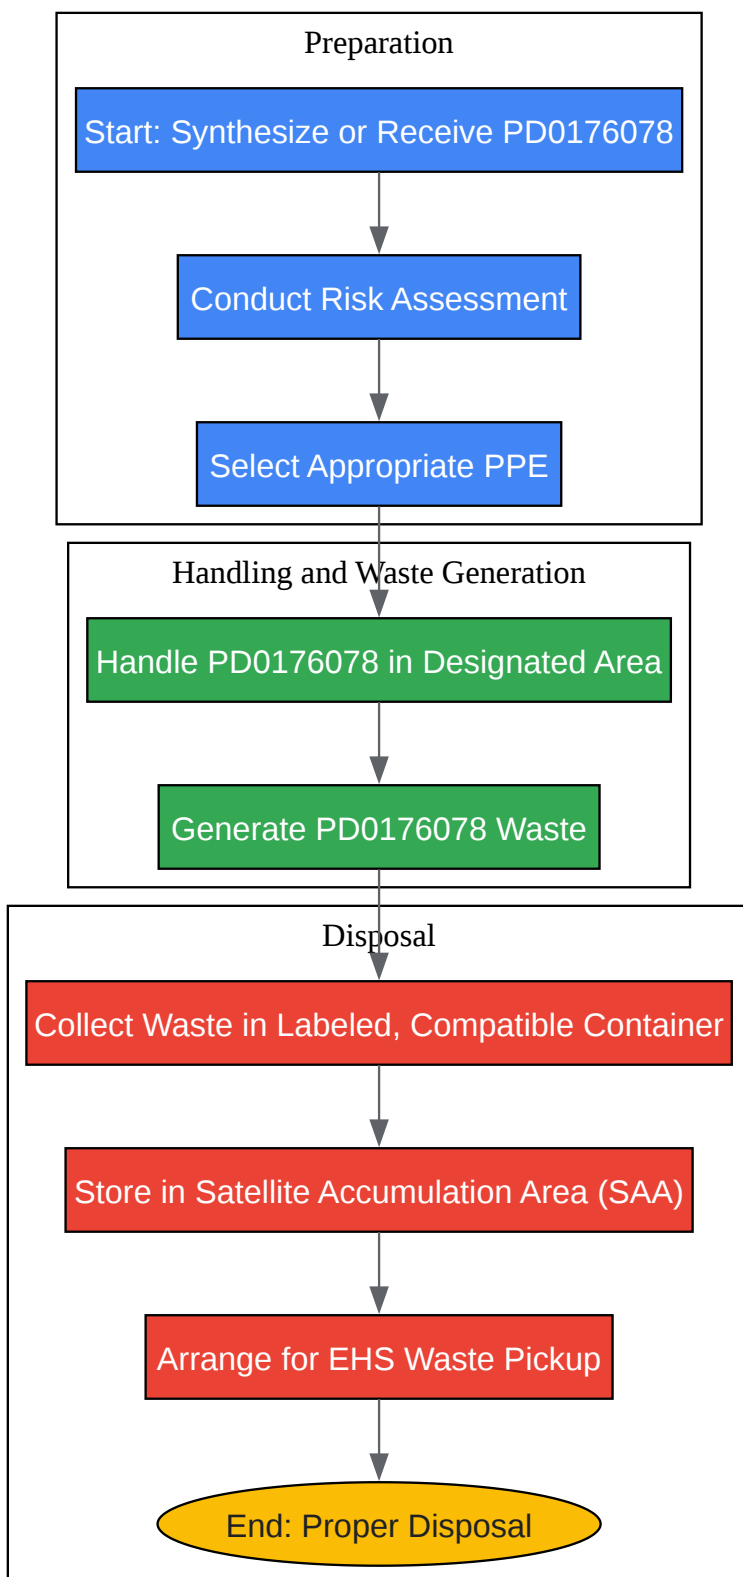 Preparation
Start: Synthesize or Receive PD0176078
Conduct Risk Assessment
Select Appropriate PPE
Handling and Waste Generation
Handle PD0176078 in Designated Area
Generate PD0176078 Waste
Disposal
Collect Waste in Labeled, Compatible Container
Store in Satellite Accumulation Area (SAA)
Arrange for EHS Waste Pickup
End: Proper Disposal